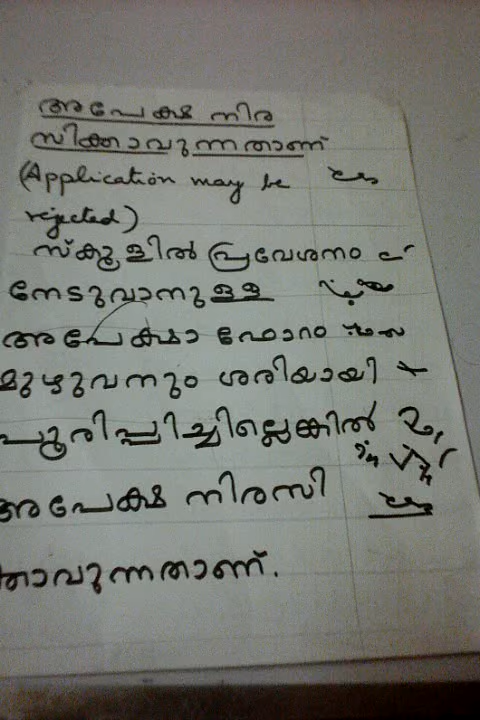 അപേക്ഷ നിര
സിക്കാവുന്നതാണ്
(Application may be
rejected)
സ്കൂളിൽ പ്രവേശനം
നേടുവാനുള്ള
അപേക്ഷാ ഫോറം
മുഴുവനും ശരിയായി
പൂരിപ്പിച്ചില്ലെങ്കിൽ
അപേക്ഷ നിരസി
ക്കാവുന്നതാണ്.